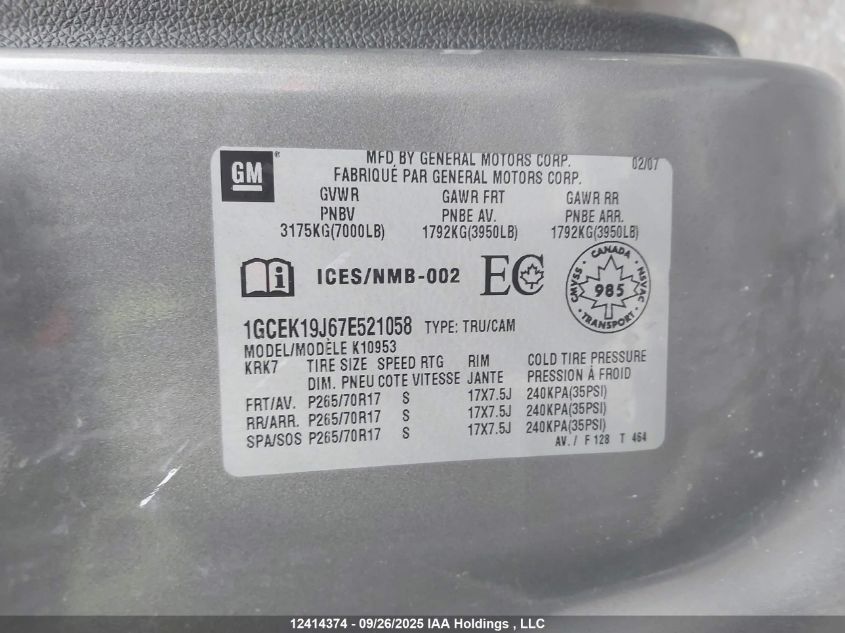 GM®
MFD BY GENERAL MOTORS CORP. 02/07
FABRIQUÉ PAR GENERAL MOTORS CORP.
GVWR GAWR FRT GAWR RR
PNBV PNBE AV. PNBE ARR.
3175KG(7000LB) 1792KG(3950LB) 1792KG(3950LB)
i ICES/NMB-002 EC CANADA CMVSS 985 NSVAC TRANSPORT
1GCEK19J67E521058 TYPE: TRU/CAM
MODEL/MODÈLE K10953
KRK7 TIRE SIZE SPEED RTG RIM COLD TIRE PRESSURE
DIM. PNEU COTE VITESSE JANTE PRESSION À FROID
FRT/AV. P265/70R17 S 17X7.5J 240KPA(35PSI)
RR/ARR. P265/70R17 S 17X7.5J 240KPA(35PSI)
SPA/SOS P265/70R17 S 17X7.5J 240KPA(35PSI)
AV. / F 128 T 464
12414374 - 09/26/2025 IAA Holdings , LLC